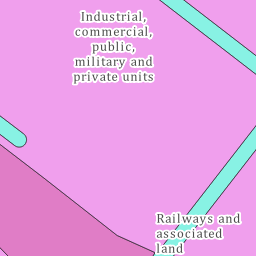 Industrial,
commercial,
public,
military and
private units
Railways and
associated
land